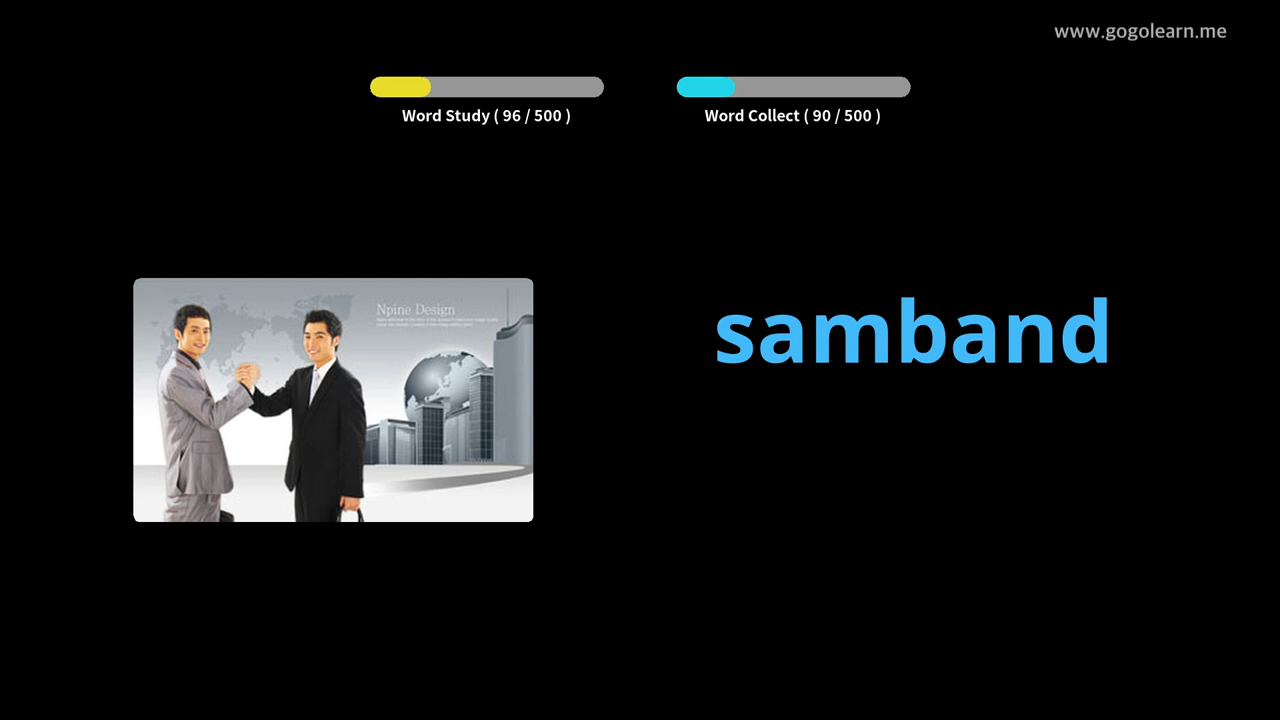 www.gogolearn.me
Word Study ( 96 / 500 )
Word Collect ( 90 / 500 )
Npine Design
samband